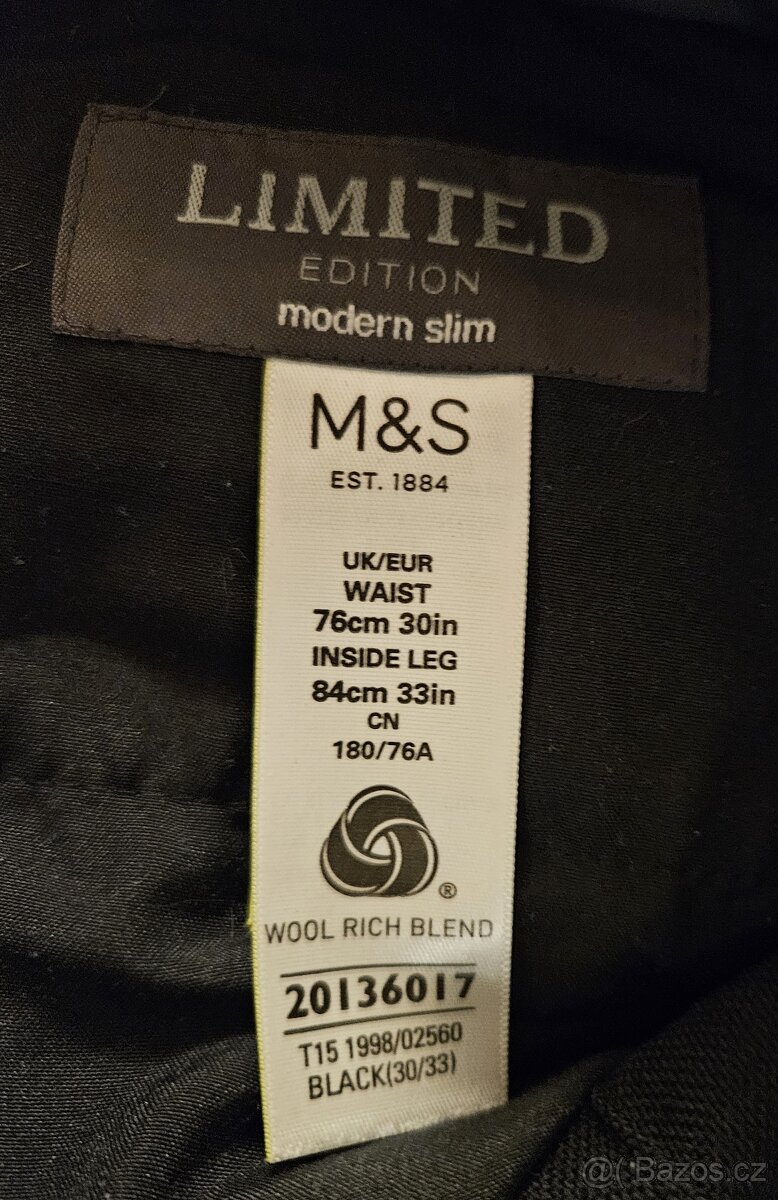 LIMITED
EDITION
modern slim
M&S
EST. 1884
UK/EUR
WAIST
76cm 30in
INSIDE LEG
84cm 33in
CN
180/76A
®
WOOL RICH BLEND
20136017
T15 1998/02560
BLACK(30/33)
@( Bazos.cz